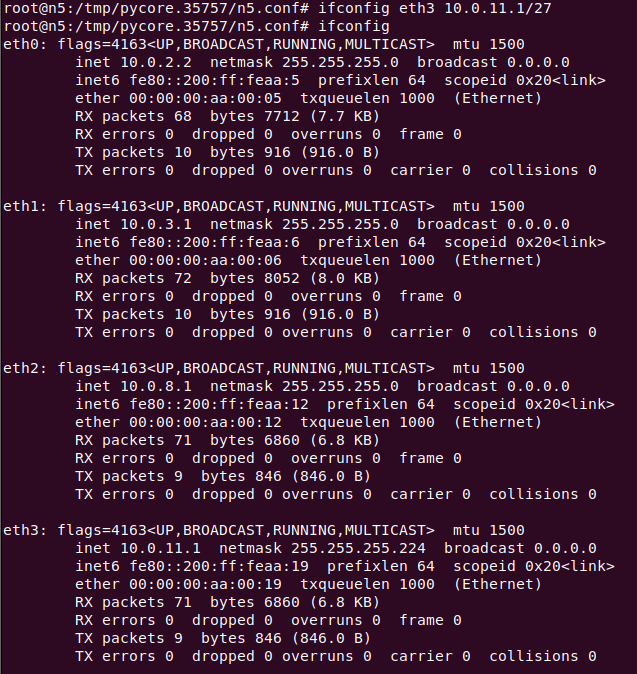 root@n5:/tmp/pycore.35757/n5.conf# ifconfig eth3 10.0.11.1/27
root@n5:/tmp/pycore.35757/n5.conf# ifconfig
eth0: flags=4163<UP,BROADCAST,RUNNING,MULTICAST>  mtu 1500
        inet 10.0.2.2  netmask 255.255.255.0  broadcast 0.0.0.0
        inet6 fe80::200:ff:feaa:5  prefixlen 64  scopeid 0x20<link>
        ether 00:00:00:aa:00:05  txqueuelen 1000  (Ethernet)
        RX packets 68  bytes 7712 (7.7 KB)
        RX errors 0  dropped 0  overruns 0  frame 0
        TX packets 10  bytes 916 (916.0 B)
        TX errors 0  dropped 0 overruns 0  carrier 0  collisions 0

eth1: flags=4163<UP,BROADCAST,RUNNING,MULTICAST>  mtu 1500
        inet 10.0.3.1  netmask 255.255.255.0  broadcast 0.0.0.0
        inet6 fe80::200:ff:feaa:6  prefixlen 64  scopeid 0x20<link>
        ether 00:00:00:aa:00:06  txqueuelen 1000  (Ethernet)
        RX packets 72  bytes 8052 (8.0 KB)
        RX errors 0  dropped 0  overruns 0  frame 0
        TX packets 10  bytes 916 (916.0 B)
        TX errors 0  dropped 0 overruns 0  carrier 0  collisions 0

eth2: flags=4163<UP,BROADCAST,RUNNING,MULTICAST>  mtu 1500
        inet 10.0.8.1  netmask 255.255.255.0  broadcast 0.0.0.0
        inet6 fe80::200:ff:feaa:12  prefixlen 64  scopeid 0x20<link>
        ether 00:00:00:aa:00:12  txqueuelen 1000  (Ethernet)
        RX packets 71  bytes 6860 (6.8 KB)
        RX errors 0  dropped 0  overruns 0  frame 0
        TX packets 9  bytes 846 (846.0 B)
        TX errors 0  dropped 0 overruns 0  carrier 0  collisions 0

eth3: flags=4163<UP,BROADCAST,RUNNING,MULTICAST>  mtu 1500
        inet 10.0.11.1  netmask 255.255.255.224  broadcast 0.0.0.0
        inet6 fe80::200:ff:feaa:19  prefixlen 64  scopeid 0x20<link>
        ether 00:00:00:aa:00:19  txqueuelen 1000  (Ethernet)
        RX packets 71  bytes 6860 (6.8 KB)
        RX errors 0  dropped 0  overruns 0  frame 0
        TX packets 9  bytes 846 (846.0 B)
        TX errors 0  dropped 0 overruns 0  carrier 0  collisions 0